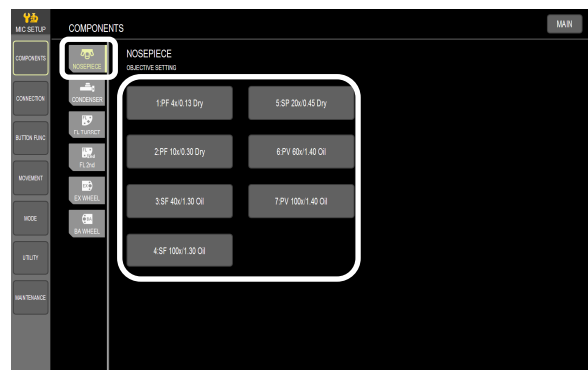 MIC SETUP
COMPONENTS
MAIN
COMPONENTS
CONNECTION
BUTTON FUNC.
MOVEMENT
MODE
UTILITY
MAINTENANCE
NOSEPIECE
CONDENSER
FL.TURRET
FL.2nd
EX.WHEEL
BA.WHEEL
NOSEPIECE
OBJECTIVE SETTING
1:PF 4x/0.13 Dry
5:SP 20x/0.45 Dry
2:PF 10x/0.30 Dry
6:PV 60x/1.40 Oil
3:SF 40x/1.30 Oil
7:PV 100x/1.40 Oil
4:SF 100x/1.30 Oil